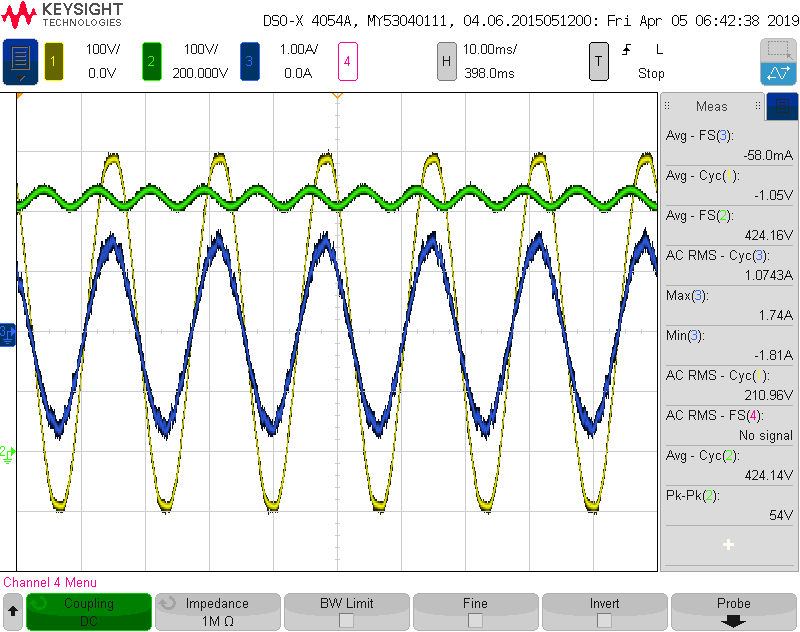 KEYSIGHT
TECHNOLOGIES
DSO-X 4054A, MY53040111, 04.06.2015051200: Fri Apr 05 06:42:38 2019
1 100V/ 2 100V/ 3 1.00A/ 4 H 10.00ms/ T L
0.0V 200.000V 0.0A 398.0ms Stop
Meas
Avg - FS(3):
-58.0mA
Avg - Cyc( ):
-1.05V
Avg - FS(2):
424.16V
AC RMS - Cyc(3):
1.0743A
Max(3):
1.74A
Min(3):
-1.81A
AC RMS - Cyc( ):
210.96V
AC RMS - FS(4):
No signal
Avg - Cyc(2):
424.14V
Pk-Pk(2):
54V
3
2
Channel 4 Menu
Coupling
DC
Impedance
1M Ω
BW Limit
Fine
Invert
Probe